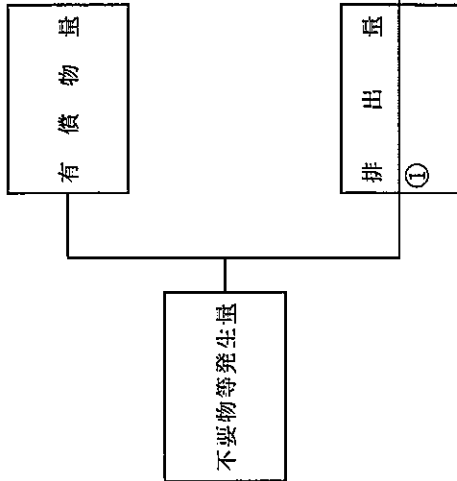 有償物量
排出量
①
不要物等発生量